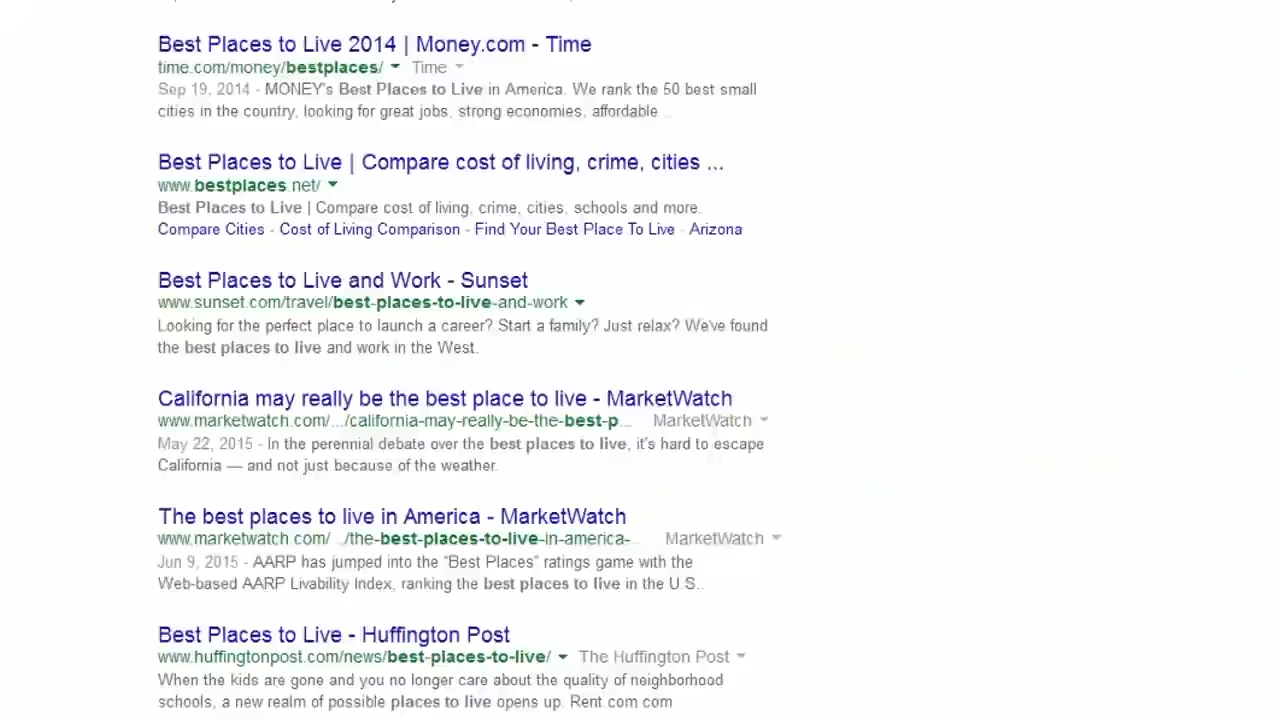 Best Places to Live 2014 | Money.com - Time
time.com/money/bestplaces/ Time
Sep 19, 2014 - MONEY's Best Places to Live in America. We rank the 50 best small
cities in the country, looking for great jobs, strong economies, affordable ...
Best Places to Live | Compare cost of living, crime, cities ...
www.bestplaces.net/
Best Places to Live | Compare cost of living, crime, cities, schools and more.
Compare Cities - Cost of Living Comparison - Find Your Best Place To Live - Arizona
Best Places to Live and Work - Sunset
www.sunset.com/travel/best-places-to-live-and-work
Looking for the perfect place to launch a career? Start a family? Just relax? We've found
the best places to live and work in the West.
California may really be the best place to live - MarketWatch
www.marketwatch.com/.../california-may-really-be-the-best-p... MarketWatch
May 22, 2015 - In the perennial debate over the best places to live, it's hard to escape
California — and not just because of the weather.
The best places to live in America - MarketWatch
www.marketwatch.com/.../the-best-places-to-live-in-america-... MarketWatch
Jun 9, 2015 - AARP has jumped into the "Best Places" ratings game with the
Web-based AARP Livability Index, ranking the best places to live in the U.S..
Best Places to Live - Huffington Post
www.huffingtonpost.com/news/best-places-to-live/ The Huffington Post
When the kids are gone and you no longer care about the quality of neighborhood
schools, a new realm of possible places to live opens up. Rent.com com